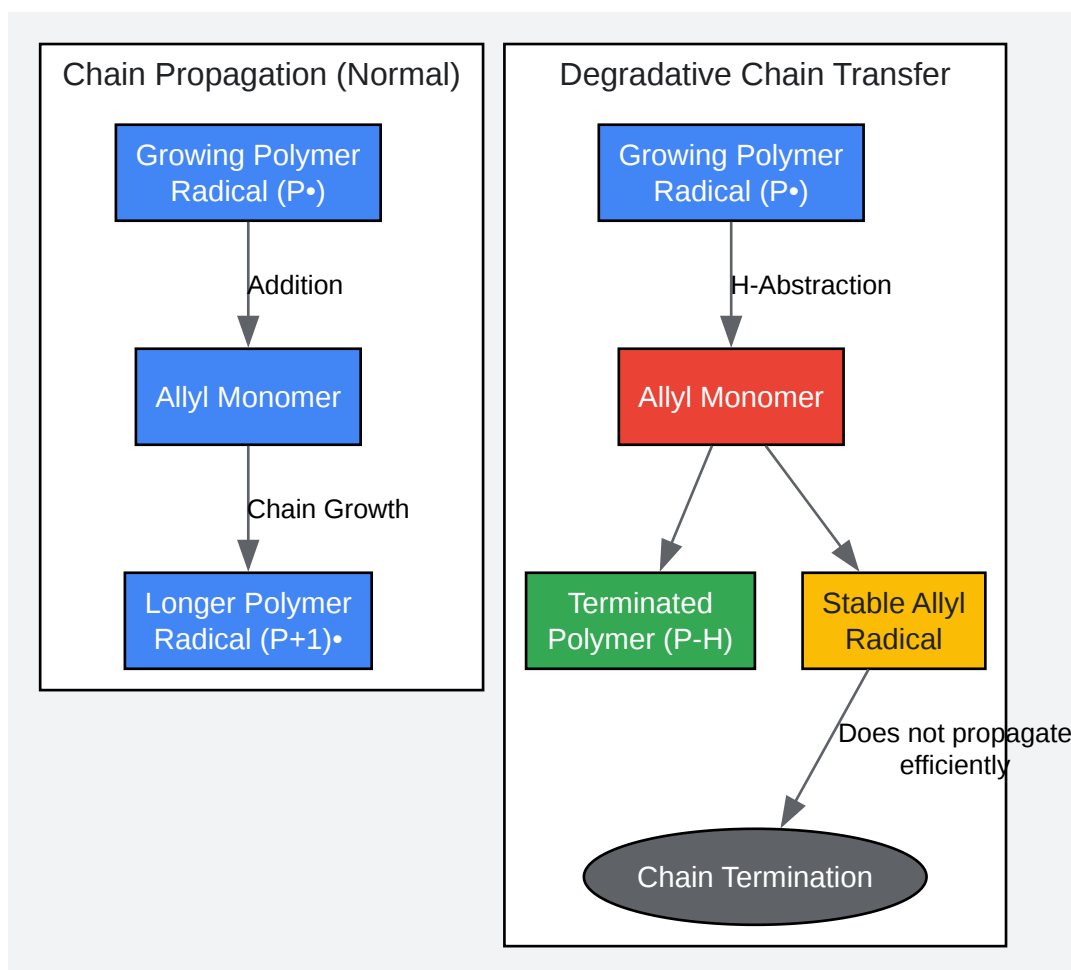 Chain Propagation (Normal)
Growing Polymer
Radical (P•)
Addition
Allyl Monomer
Chain Growth
Longer Polymer
Radical (P+1)•
Degradative Chain Transfer
Growing Polymer
Radical (P•)
H-Abstraction
Allyl Monomer
Terminated
Polymer (P-H)
Stable Allyl
Radical
Does not propagate
efficiently
Chain Termination